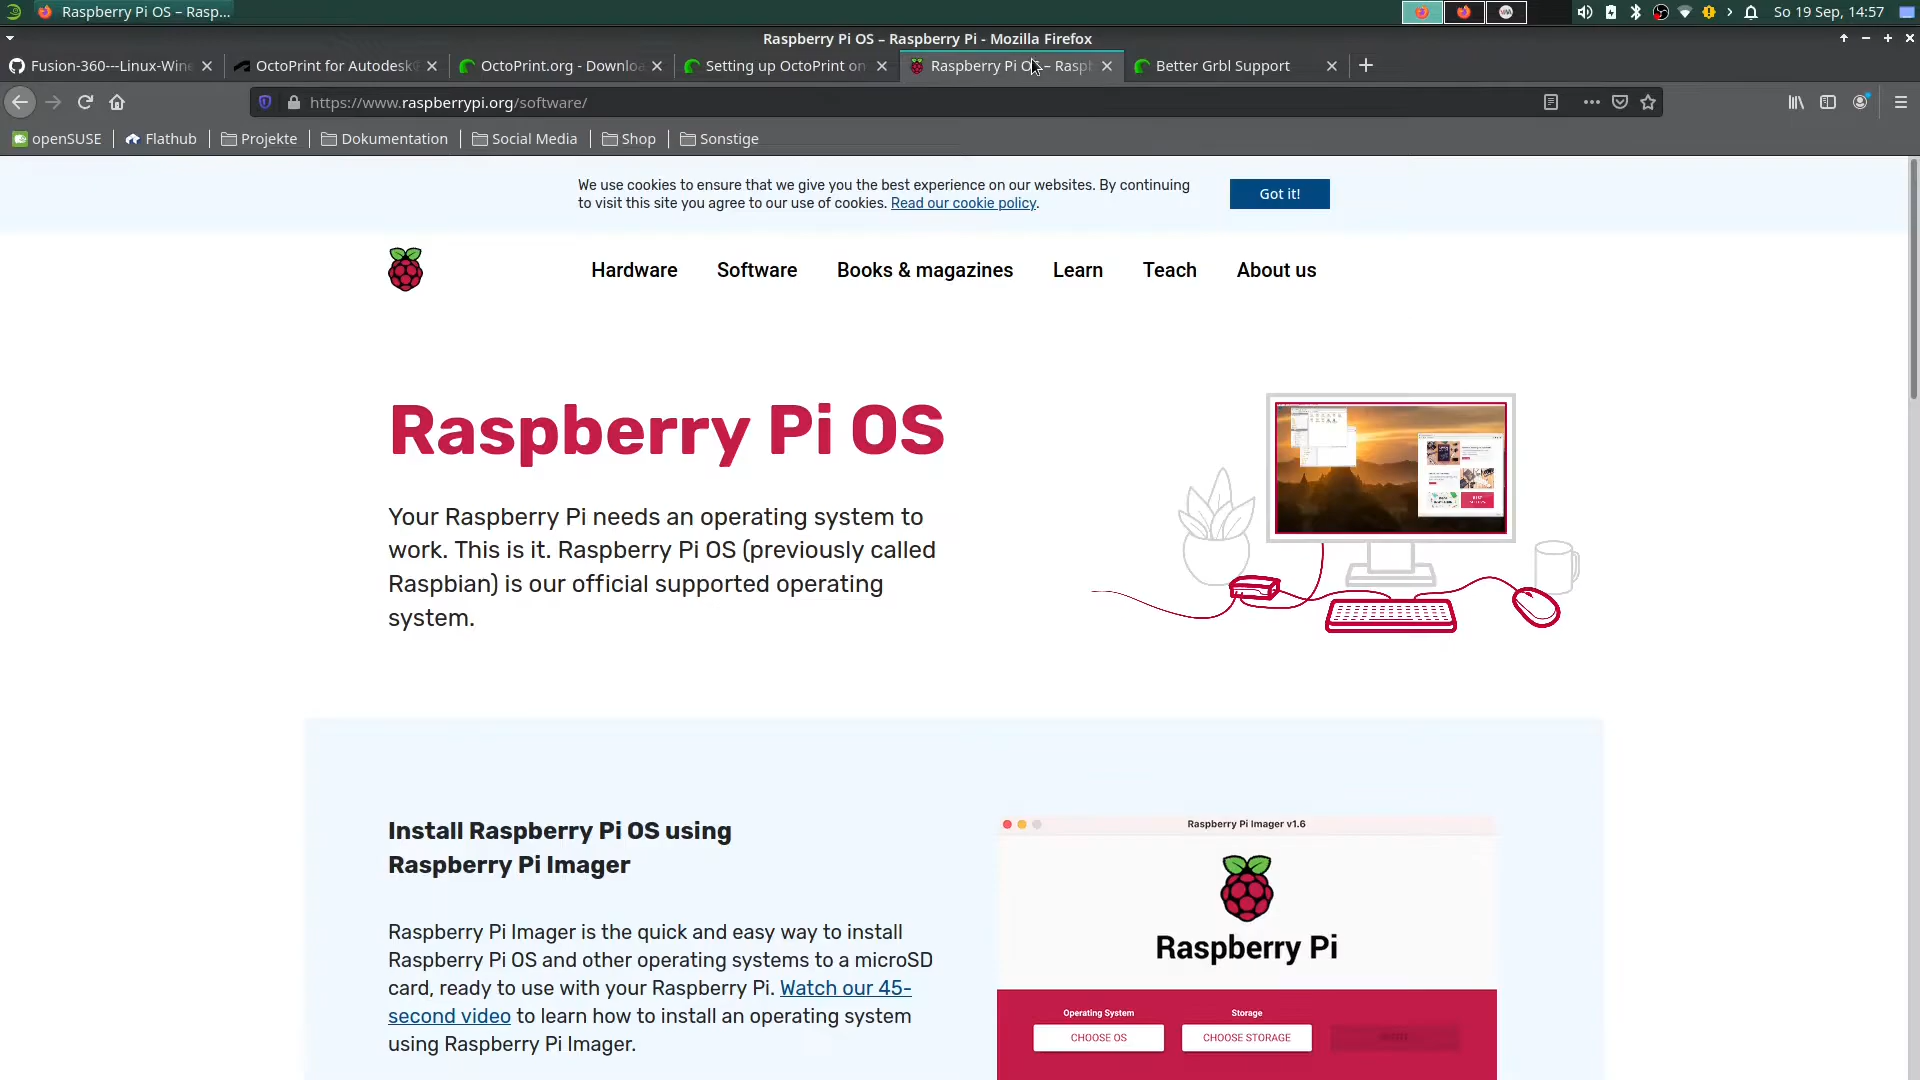 Raspberry Pi OS – Rasp...
So 19 Sep, 14:57
Raspberry Pi OS – Raspberry Pi - Mozilla Firefox
Fusion-360---Linux-Wine
OctoPrint for Autodesk
OctoPrint.org - Downloa
Setting up OctoPrint on
Raspberry Pi OS – Raspb
Better Grbl Support
https://www.raspberrypi.org/software/
openSUSE
Flathub
Projekte
Dokumentation
Social Media
Shop
Sonstige
We use cookies to ensure that we give you the best experience on our websites. By continuing
to visit this site you agree to our use of cookies. Read our cookie policy.
Got it!
Hardware
Software
Books & magazines
Learn
Teach
About us
Raspberry Pi OS
Your Raspberry Pi needs an operating system to
work. This is it. Raspberry Pi OS (previously called
Raspbian) is our official supported operating
system.
Install Raspberry Pi OS using
Raspberry Pi Imager
Raspberry Pi Imager is the quick and easy way to install
Raspberry Pi OS and other operating systems to a microSD
card, ready to use with your Raspberry Pi. Watch our 45-
second video to learn how to install an operating system
using Raspberry Pi Imager.
Raspberry Pi Imager v1.6
Raspberry Pi
Operating System
Storage
CHOOSE OS
CHOOSE STORAGE